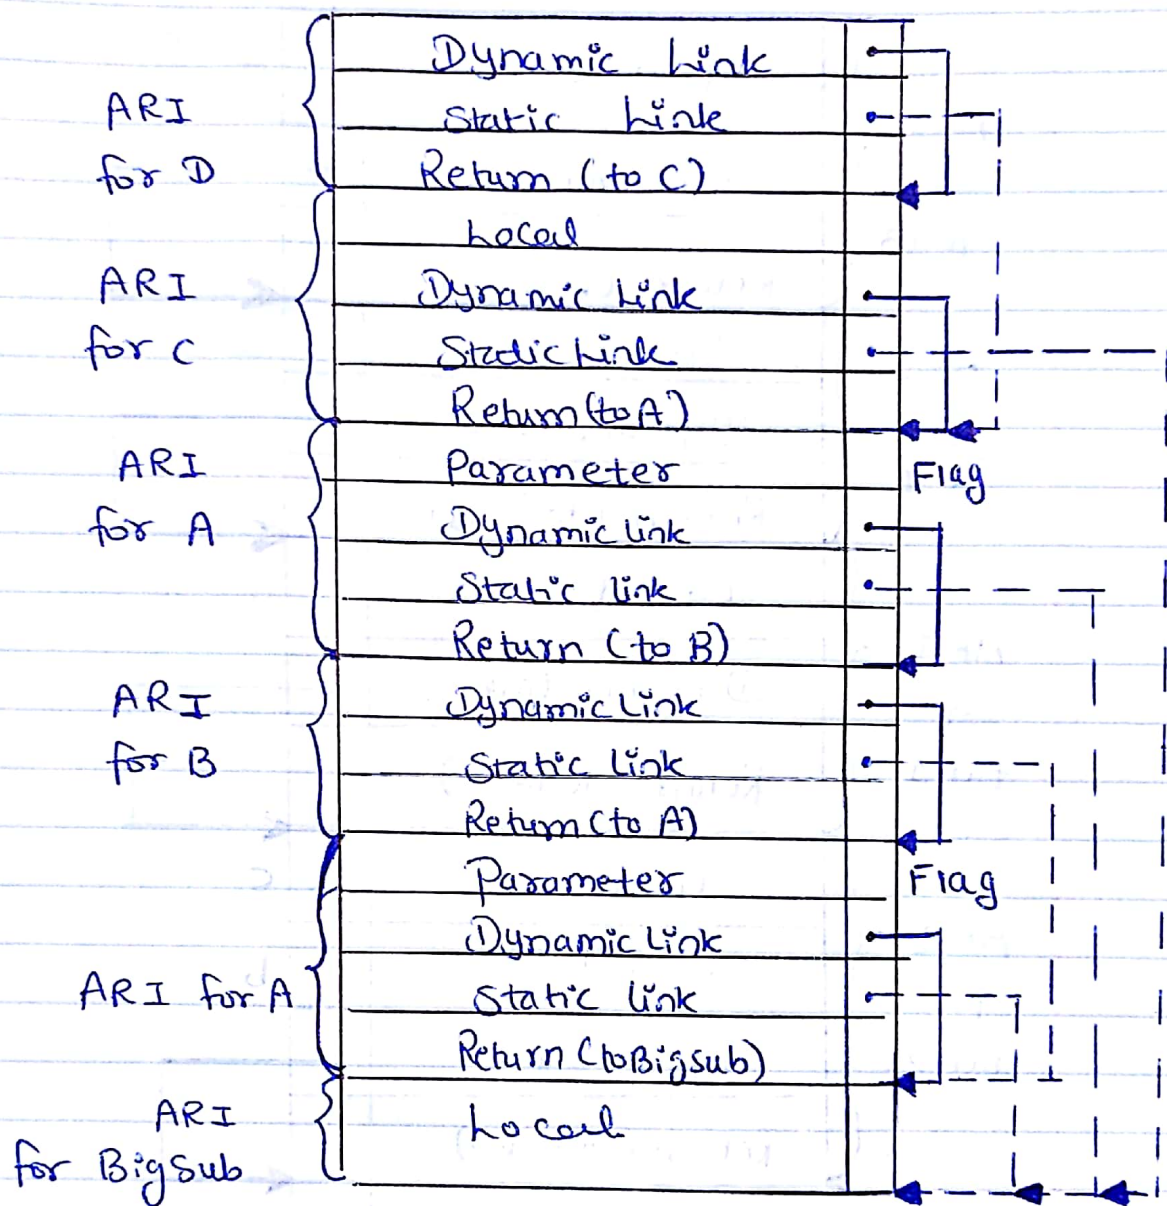 Dynamic Link
Static Link
Return (to C)
ARI
for D
Local
Dynamic Link
Static Link
Return (to A)
ARI
for C
Parameter
Flag
Dynamic link
Static link
Return (to B)
ARI
for A
Dynamic Link
Static link
Return (to A)
ARI
for B
Parameter
Flag
Dynamic Link
Static link
Return (to Bigsub)
ARI for A
Local
ARI
for BigSub